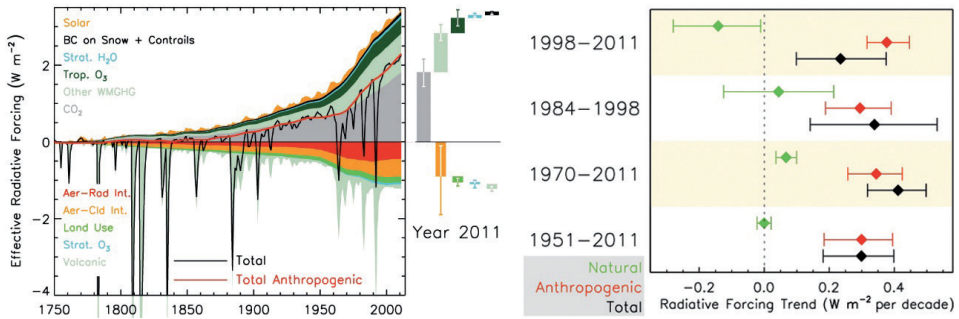 Effective Radiative Forcing (W m⁻²)
Solar
BC on Snow + Contrails
Strat. H₂O
Trop. O₃
Other WMGHG
CO₂
2
0
-2
-4
Aer-Rad Int.
Aer-Cld Int.
Land Use
Strat. O₃
Volcanic
Total
Total Anthropogenic
1750 1800 1850 1900 1950 2000
Year 2011
1998-2011
1984-1998
1970-2011
1951-2011
Natural
Anthropogenic
Total
-0.2 0.0 0.2 0.4
Radiative Forcing Trend (W m⁻² per decade)